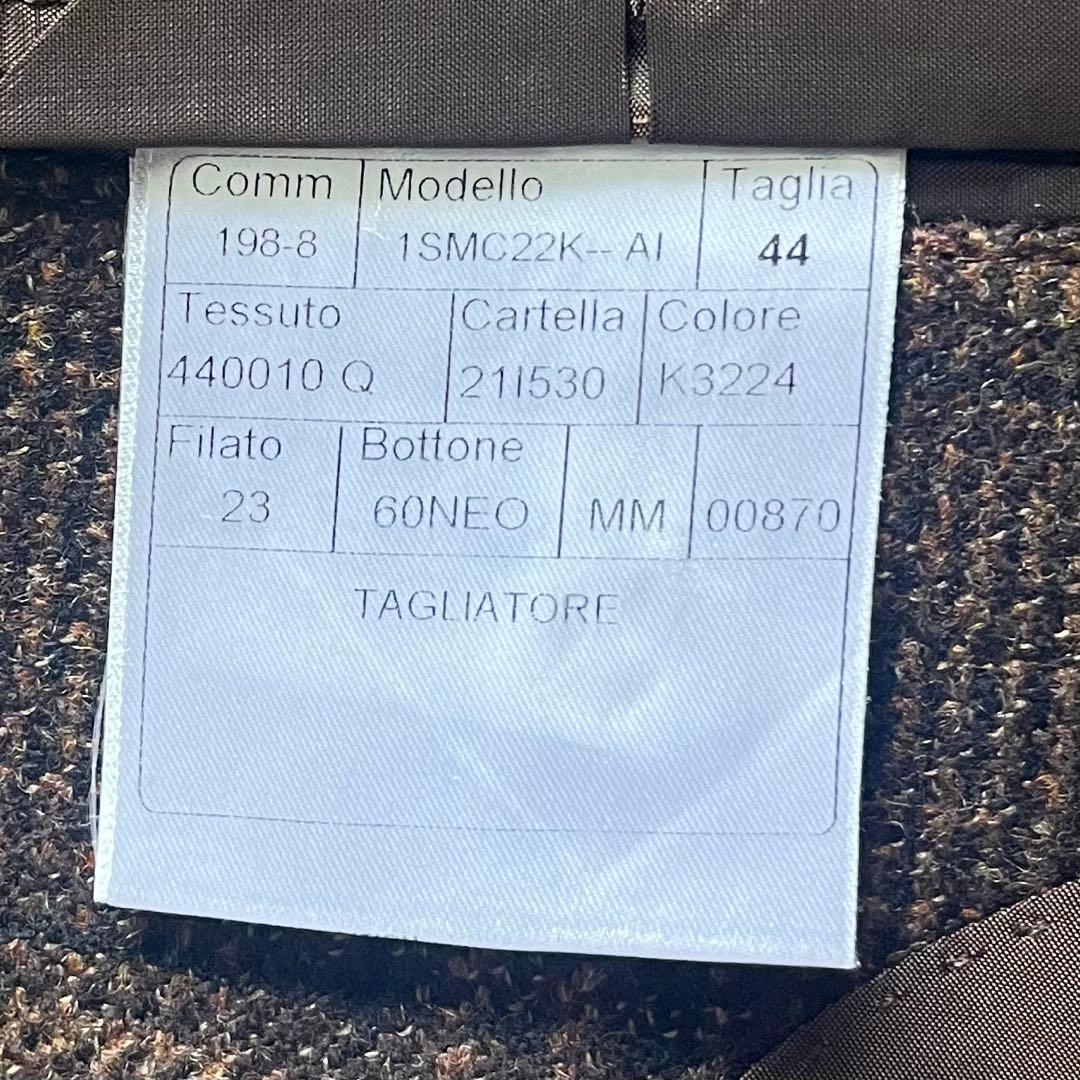 Comm Modello Taglia
198-8 1SMC22K-- AI 44
Tessuto Cartella Colore
440010 Q 21I530 K3224
Filato Bottone
23 60NEO MM 00870
TAGLIATORE